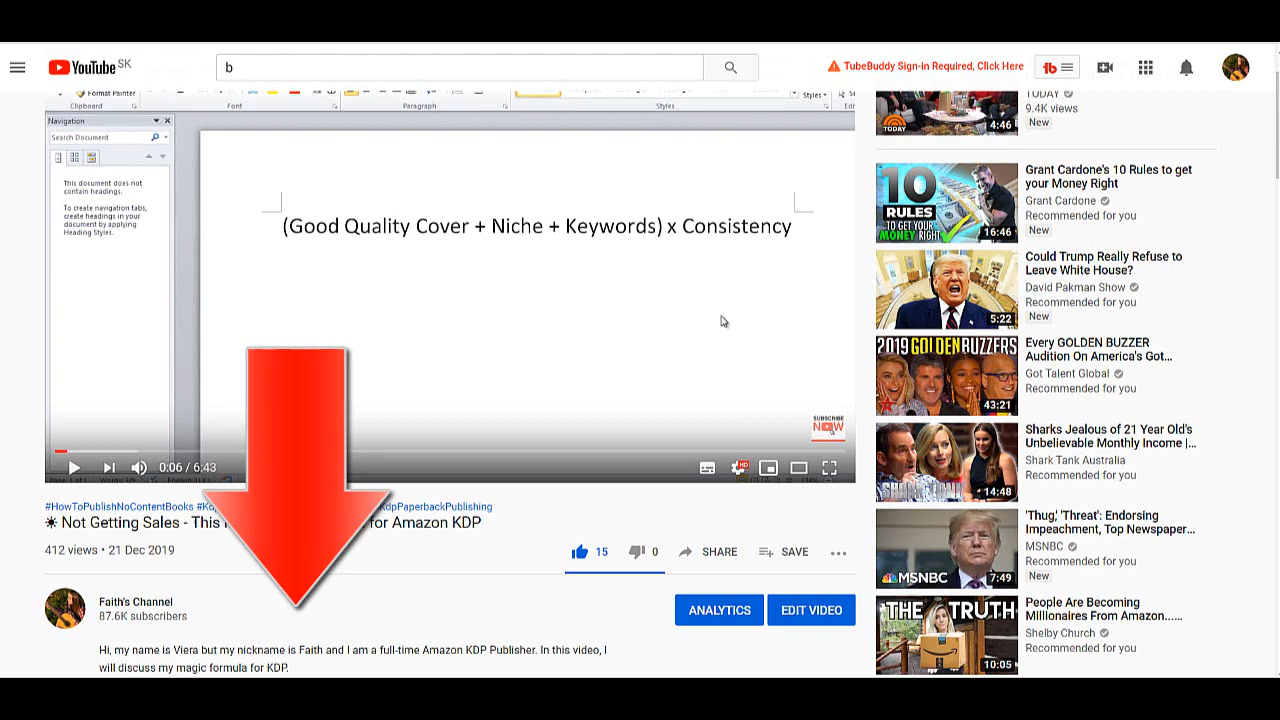 YouTube SK
b
TubeBuddy Sign-in Required, Click Here
tb
Format Painter
Clipboard
Font
Paragraph
Styles
Styles
Navigation
Search Document
This document does not
contain headings.
To create navigation tabs,
create headings in your
document by applying
Heading Styles.
(Good Quality Cover + Niche + Keywords) x Consistency
SUBSCRIBE
NOW
0:06 / 6:43
HD
#HowToPublishNoContentBooks
KdpPaperbackPublishing
☀ Not Getting Sales - This for Amazon KDP
412 views • 21 Dec 2019
15
0
SHARE
SAVE
Faith's Channel
87.6K subscribers
ANALYTICS
EDIT VIDEO
Hi, my name is Viera but my nickname is Faith and I am a full-time Amazon KDP Publisher. In this video, I
will discuss my magic formula for KDP.
TODAY
4:46
TODAY
9.4K views
New
10
RULES
TO GET YOUR
MONEY RIGHT
16:46
Grant Cardone's 10 Rules to get
your Money Right
Grant Cardone
Recommended for you
New
5:22
Could Trump Really Refuse to
Leave White House?
David Pakman Show
Recommended for you
New
2019 GOLDEN BUZZERS
43:21
Every GOLDEN BUZZER
Audition On America's Got...
Got Talent Global
Recommended for you
14:48
Sharks Jealous of 21 Year Old's
Unbelievable Monthly Income |...
Shark Tank Australia
Recommended for you
MSNBC
7:49
'Thug,' 'Threat': Endorsing
Impeachment, Top Newspaper...
MSNBC
Recommended for you
New
THE TRUTH
10:05
People Are Becoming
Millionaires From Amazon......
Shelby Church
Recommended for you